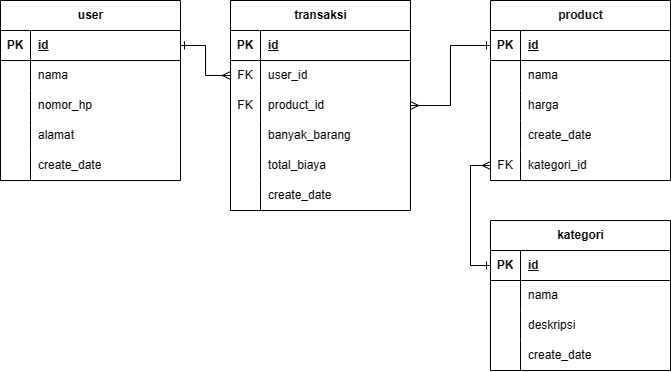 user
PK id
nama
nomor_hp
alamat
create_date
transaksi
PK id
FK user_id
FK product_id
banyak_barang
total_biaya
create_date
product
PK id
nama
harga
create_date
FK kategori_id
kategori
PK id
nama
deskripsi
create_date